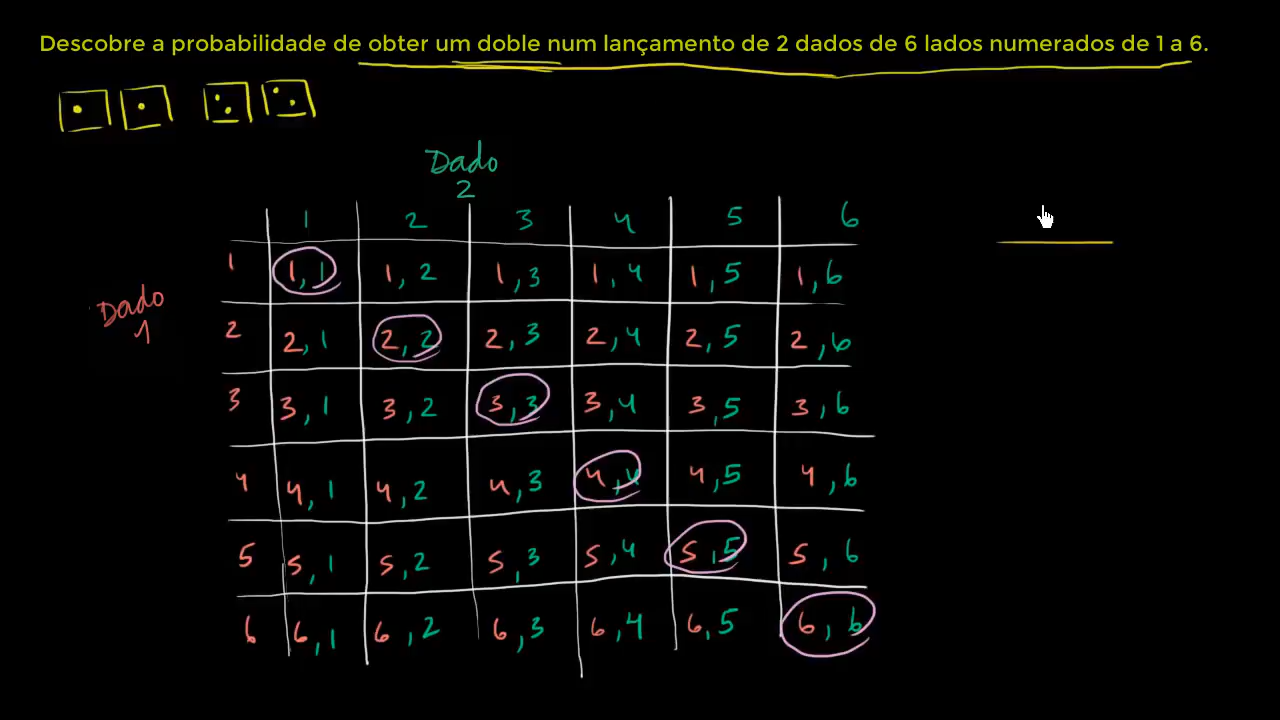 Descobre a probabilidade de obter um doble num lançamento de 2 dados de 6 lados numerados de 1 a 6.
Dado
2
1 2 3 4 5 6
1 1,1 1,2 1,3 1,4 1,5 1,6
Dado
1
2 2,1 2,2 2,3 2,4 2,5 2,6
3 3,1 3,2 3,3 3,4 3,5 3,6
4 4,1 4,2 4,3 4,4 4,5 4,6
5 5,1 5,2 5,3 5,4 5,5 5,6
6 6,1 6,2 6,3 6,4 6,5 6,6